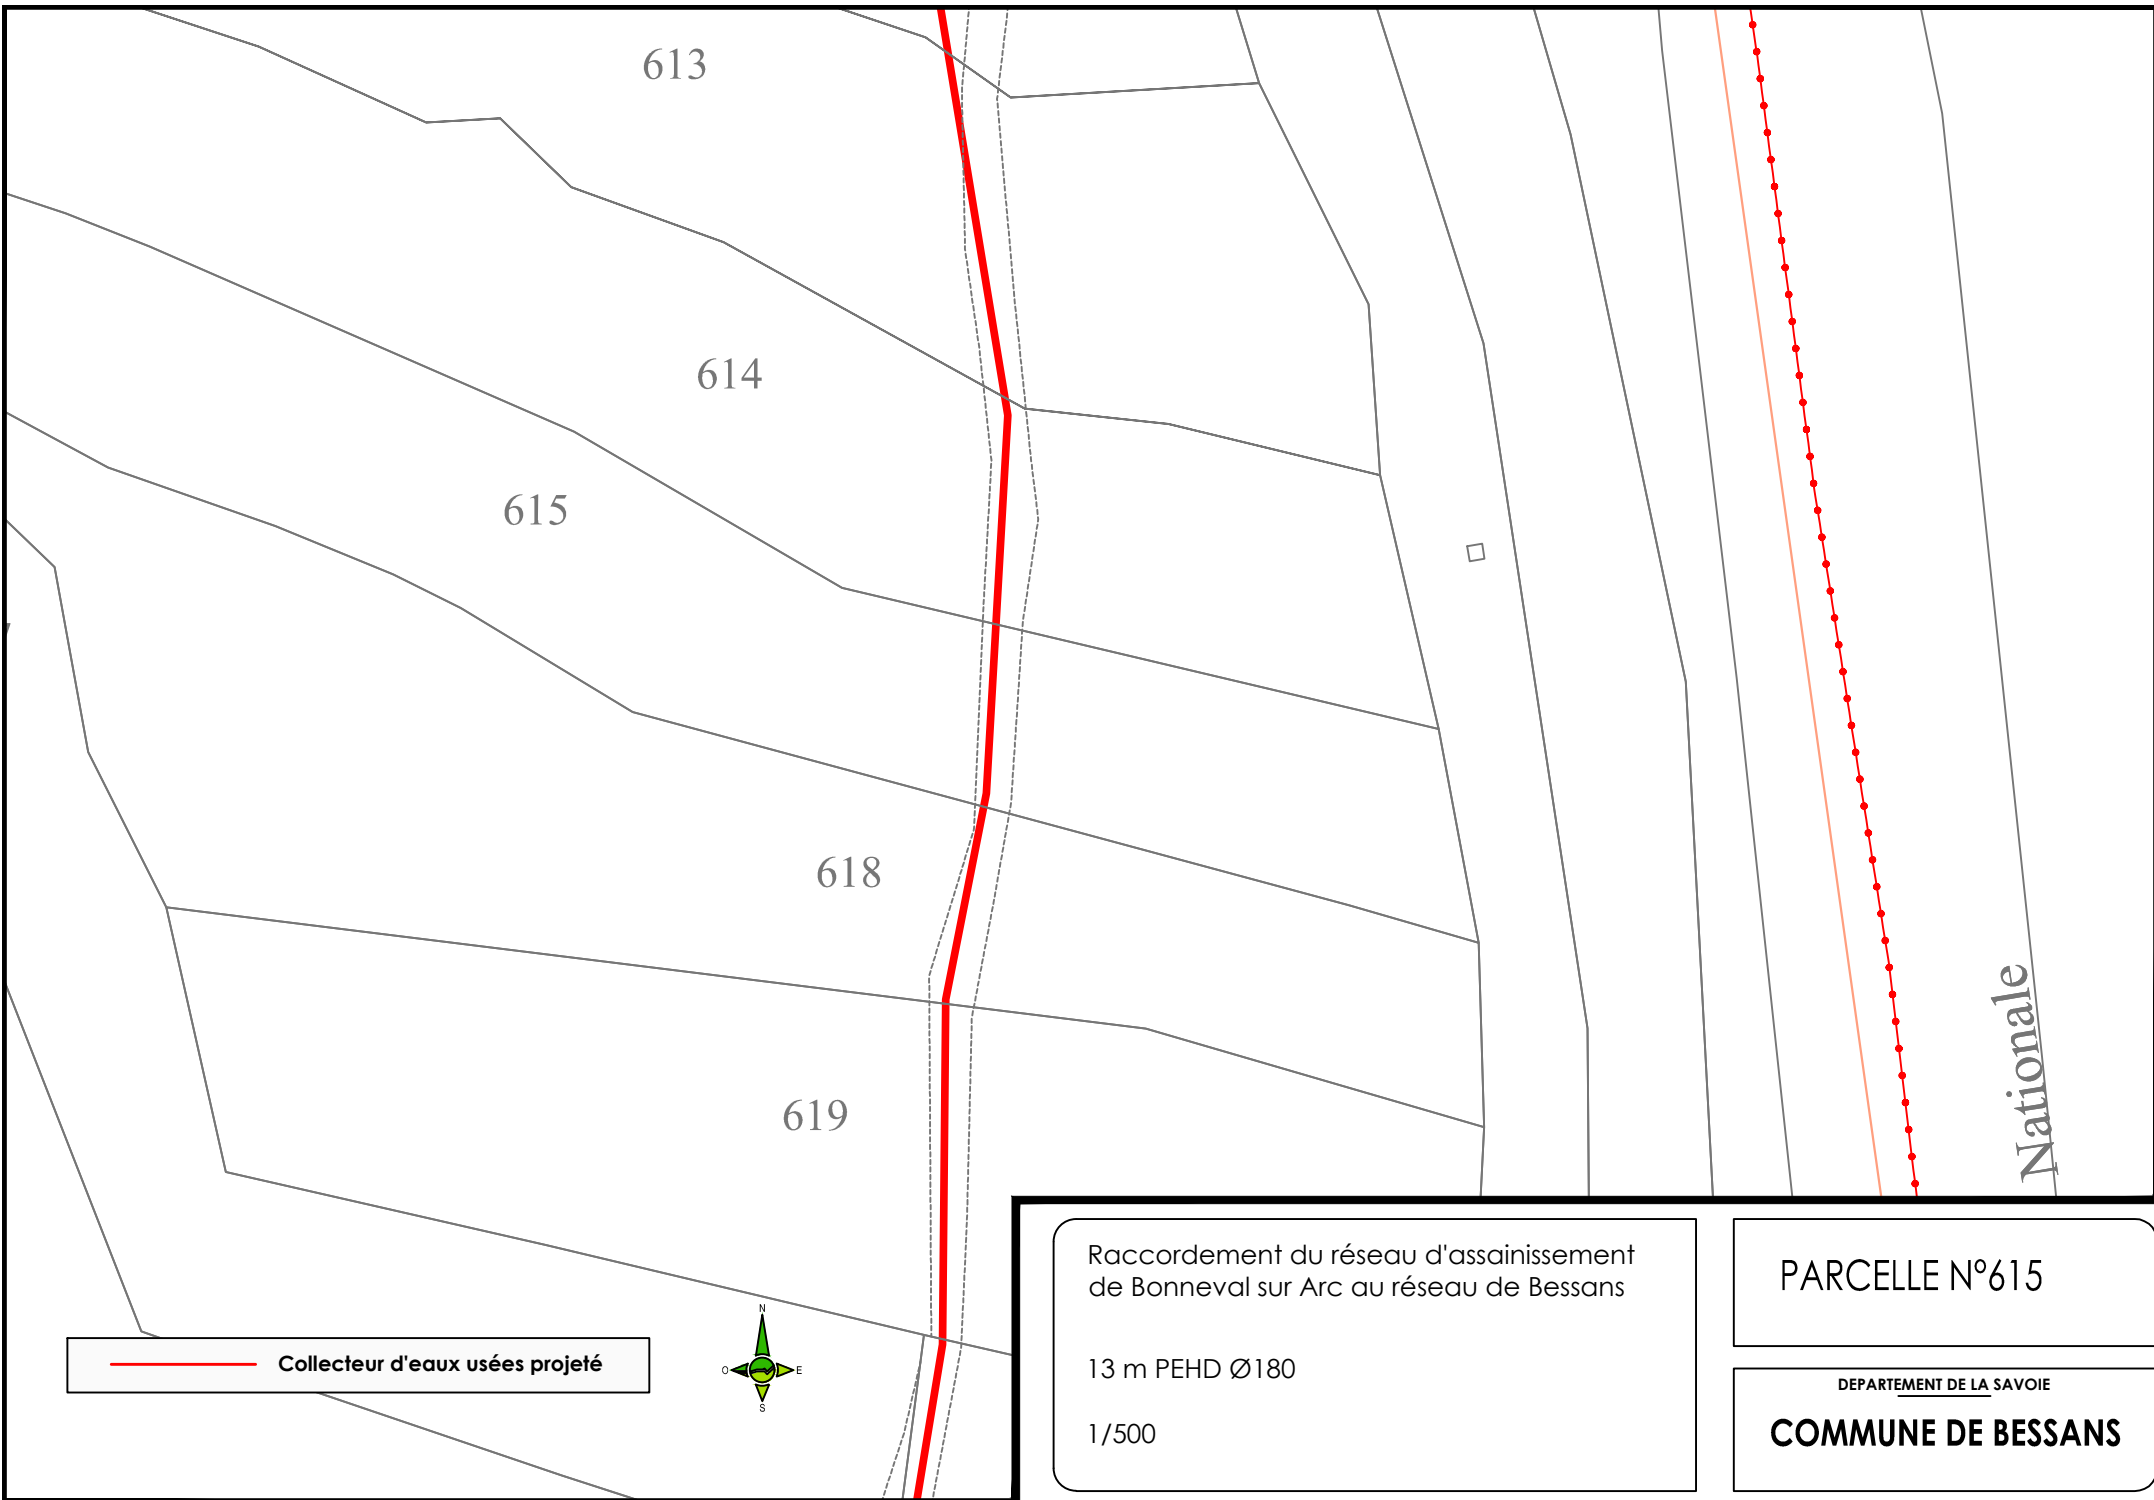 613
614
615
618
619
Nationale
Collecteur d'eaux usées projeté
N
O
E
S
Raccordement du réseau d'assainissement
de Bonneval sur Arc au réseau de Bessans
13 m PEHD Ø180
1/500
PARCELLE N°615
DEPARTEMENT DE LA SAVOIE
COMMUNE DE BESSANS